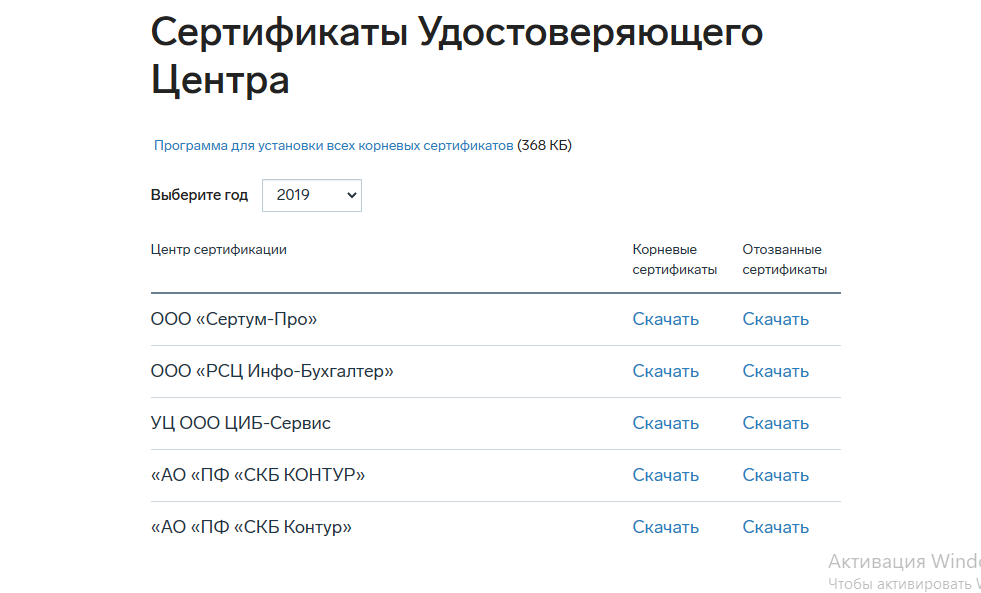 Сертификаты Удостоверяющего
Центра
Программа для установки всех корневых сертификатов (368 КБ)
Выберите год 2019
Центр сертификации Корневые сертификаты Отозванные сертификаты
ООО «Сертум-Про» Скачать Скачать
ООО «РСЦ Инфо-Бухгалтер» Скачать Скачать
УЦ ООО ЦИБ-Сервис Скачать Скачать
«АО «ПФ «СКБ КОНТУР» Скачать Скачать
«АО «ПФ «СКБ Контур» Скачать Скачать
Активация Windo
Чтобы активировать